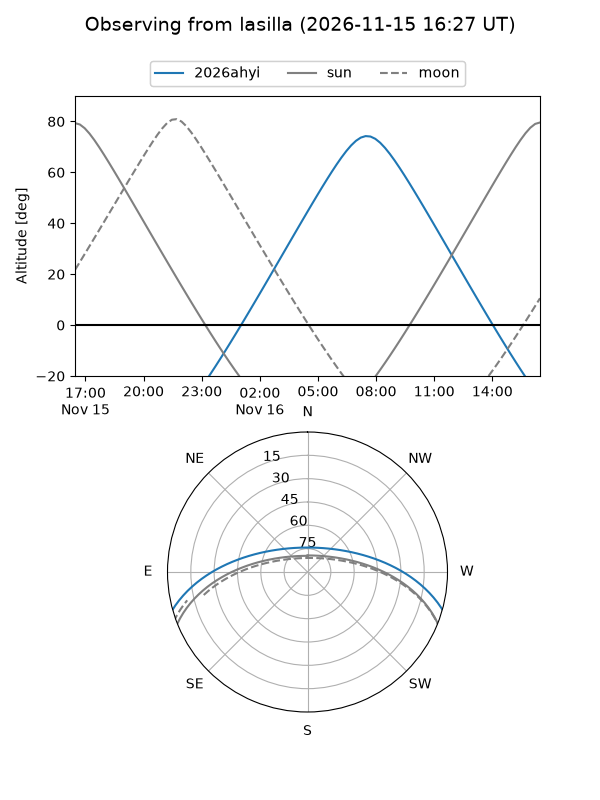 Observing from lasilla (2026-11-15 16:27 UT)
2026ahyi sun moon
80
60
40
20
0
−20
Altitude [deg]
17:00 20:00 23:00 02:00 05:00 08:00 11:00 14:00
Nov 15 Nov 16
N
NE NW
15
30
45
60
75
E W
SE SW
S